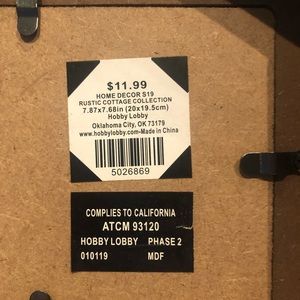 $11.99
HOME DECOR S19
RUSTIC COTTAGE COLLECTION
7.87x7.68in (20x19.5cm)
Hobby Lobby
Oklahoma City, OK 73179
www.hobbylobby.com-Made in China
5026869
COMPLIES TO CALIFORNIA
ATCM 93120
HOBBY LOBBY PHASE 2
010119 MDF